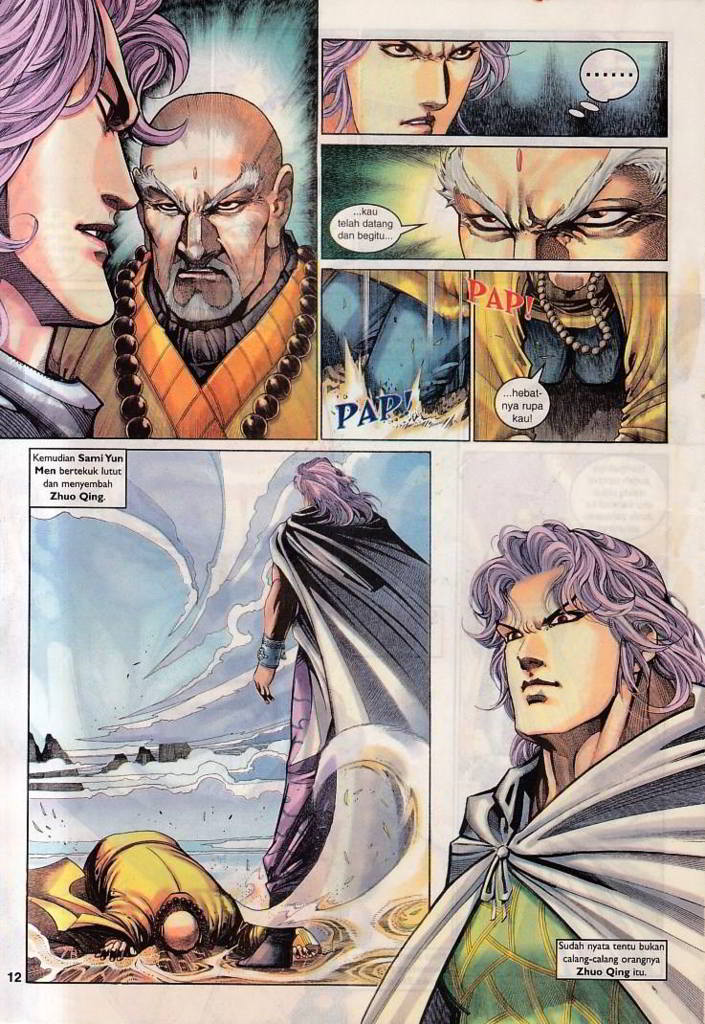 ......
...kau
telah datang
dan begitu...
PAP!
PAP!
...hebat-
nya rupa
kau!
Kemudian Sami Yun
Men bertekuk lutut
dan menyembah
Zhuo Qing.
Sudah nyata tentu bukan
calang-calang orangnya
Zhuo Qing itu.
12